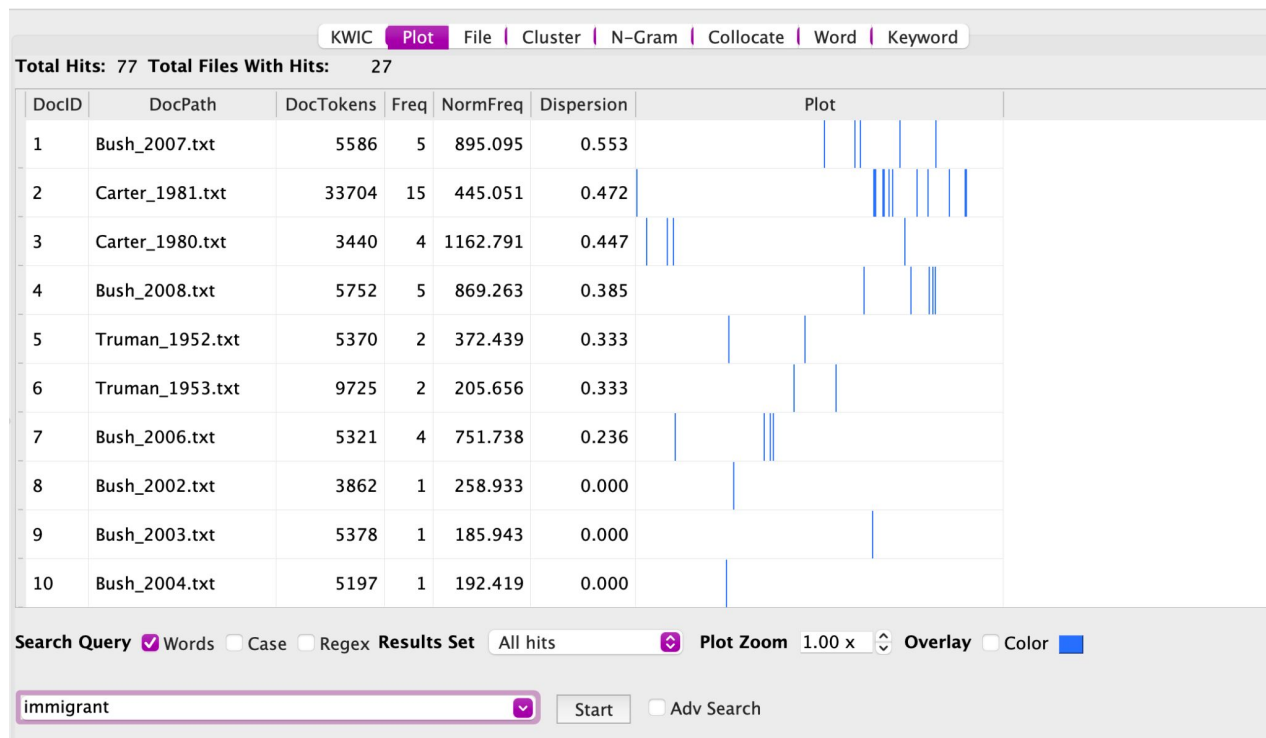 KWIC Plot File Cluster N-Gram Collocate Word Keyword
Total Hits: 77 Total Files With Hits: 27
DocID DocPath DocTokens Freq NormFreq Dispersion Plot
1 Bush_2007.txt 5586 5 895.095 0.553
2 Carter_1981.txt 33704 15 445.051 0.472
3 Carter_1980.txt 3440 4 1162.791 0.447
4 Bush_2008.txt 5752 5 869.263 0.385
5 Truman_1952.txt 5370 2 372.439 0.333
6 Truman_1953.txt 9725 2 205.656 0.333
7 Bush_2006.txt 5321 4 751.738 0.236
8 Bush_2002.txt 3862 1 258.933 0.000
9 Bush_2003.txt 5378 1 185.943 0.000
10 Bush_2004.txt 5197 1 192.419 0.000
Search Query Words Case Regex Results Set All hits Plot Zoom 1.00 x Overlay Color
immigrant Start Adv Search